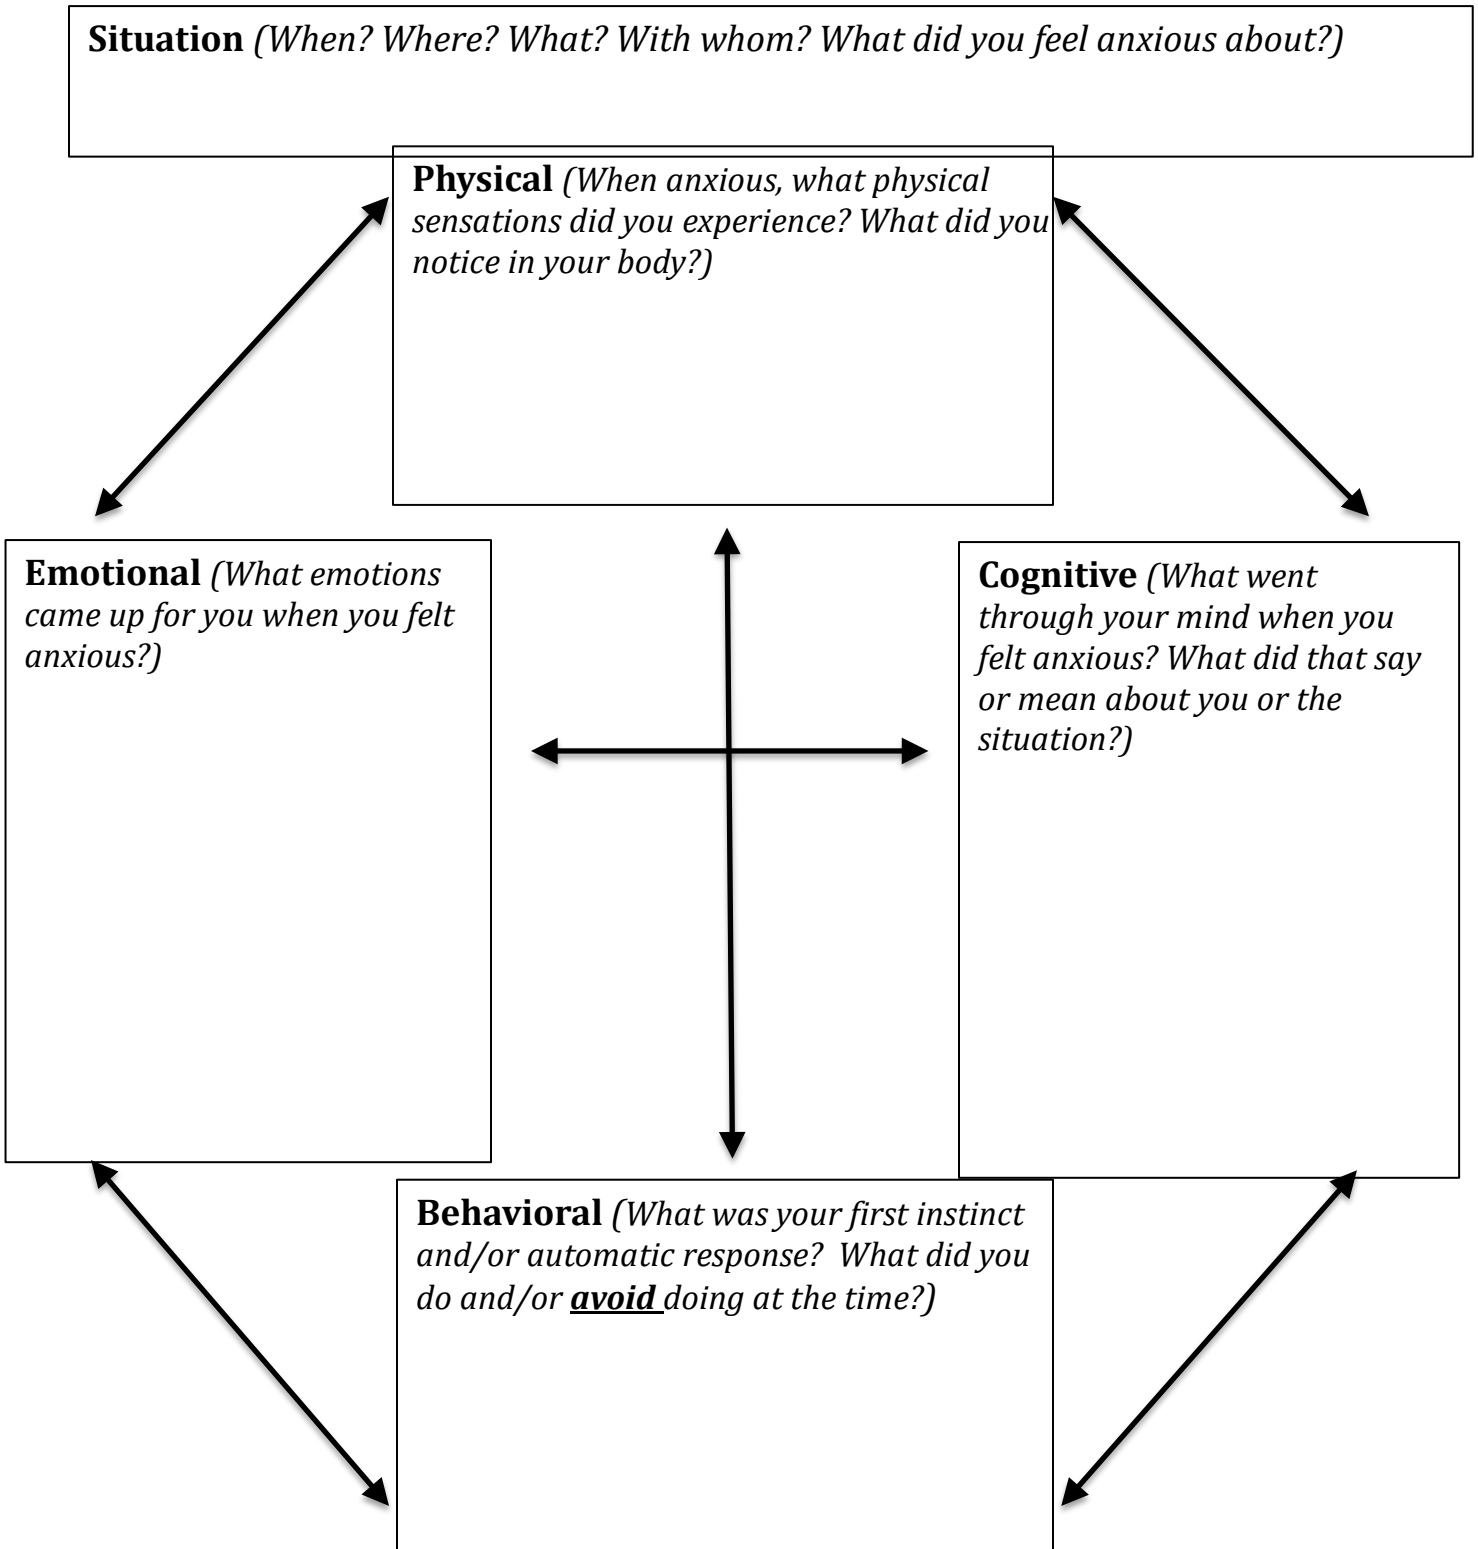 Situation (When? Where? What? With whom? What did you feel anxious about?)
Physical (When anxious, what physical
sensations did you experience? What did you
notice in your body?)
Emotional (What emotions
came up for you when you felt
anxious?)
Cognitive (What went
through your mind when you
felt anxious? What did that say
or mean about you or the
situation?)
Behavioral (What was your first instinct
and/or automatic response?  What did you
do and/or avoid doing at the time?)